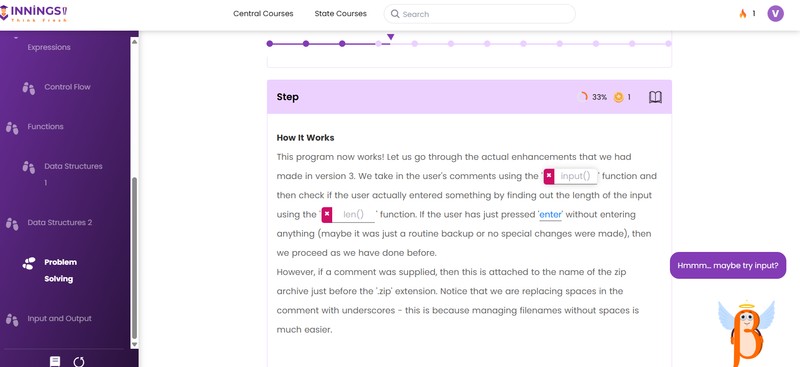 INNINGS
Think Fresh
Central Courses
State Courses
Search
1
V
Expressions
Control Flow
Functions
Data Structures
1
Data Structures 2
Problem
Solving
Input and Output
Step
33%
1
How It Works
This program now works! Let us go through the actual enhancements that we had
made in version 3. We take in the user's comments using the ' input() ' function and
then check if the user actually entered something by finding out the length of the input
using the ' len() ' function. If the user has just pressed 'enter' without entering
anything (maybe it was just a routine backup or no special changes were made), then
we proceed as we have done before.
However, if a comment was supplied, then this is attached to the name of the zip
archive just before the '.zip' extension. Notice that we are replacing spaces in the
comment with underscores - this is because managing filenames without spaces is
much easier.
Hmmm... maybe try input?